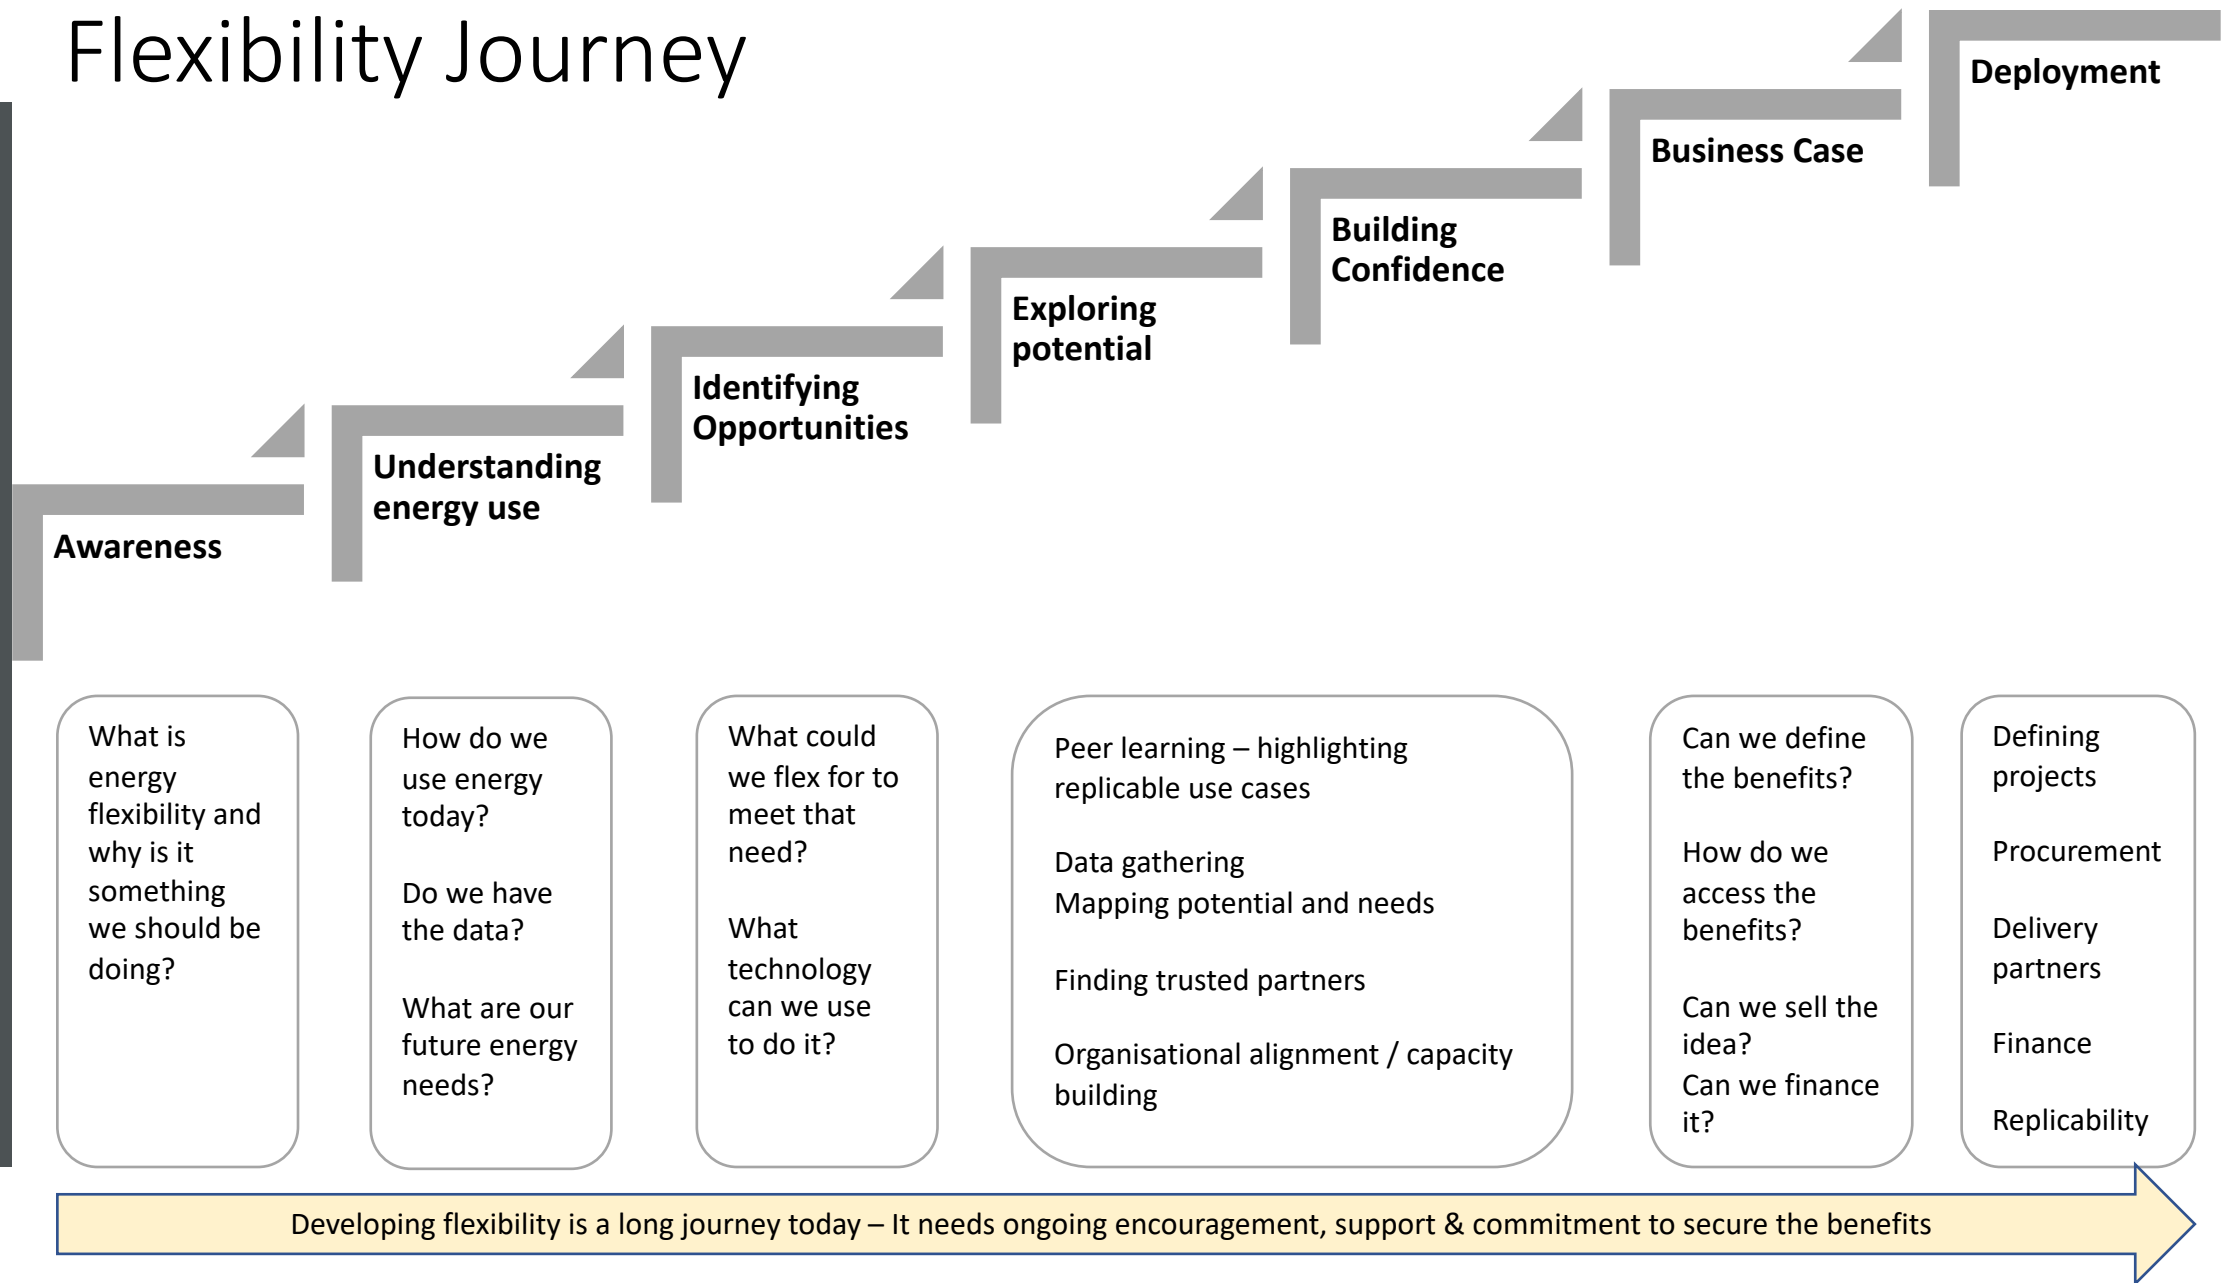 Flexibility Journey
Deployment
Business Case
Building
Confidence
Exploring
potential
Identifying
Opportunities
Understanding
energy use
Awareness
What is
energy
flexibility and
why is it
something
we should be
doing?
How do we
use energy
today?
Do we have
the data?
What are our
future energy
needs?
What could
we flex for to
meet that
need?
What
technology
can we use
to do it?
Peer learning – highlighting
replicable use cases
Data gathering
Mapping potential and needs
Finding trusted partners
Organisational alignment / capacity
building
Can we define
the benefits?
How do we
access the
benefits?
Can we sell the
idea?
Can we finance
it?
Defining
projects
Procurement
Delivery
partners
Finance
Replicability
Developing flexibility is a long journey today – It needs ongoing encouragement, support & commitment to secure the benefits